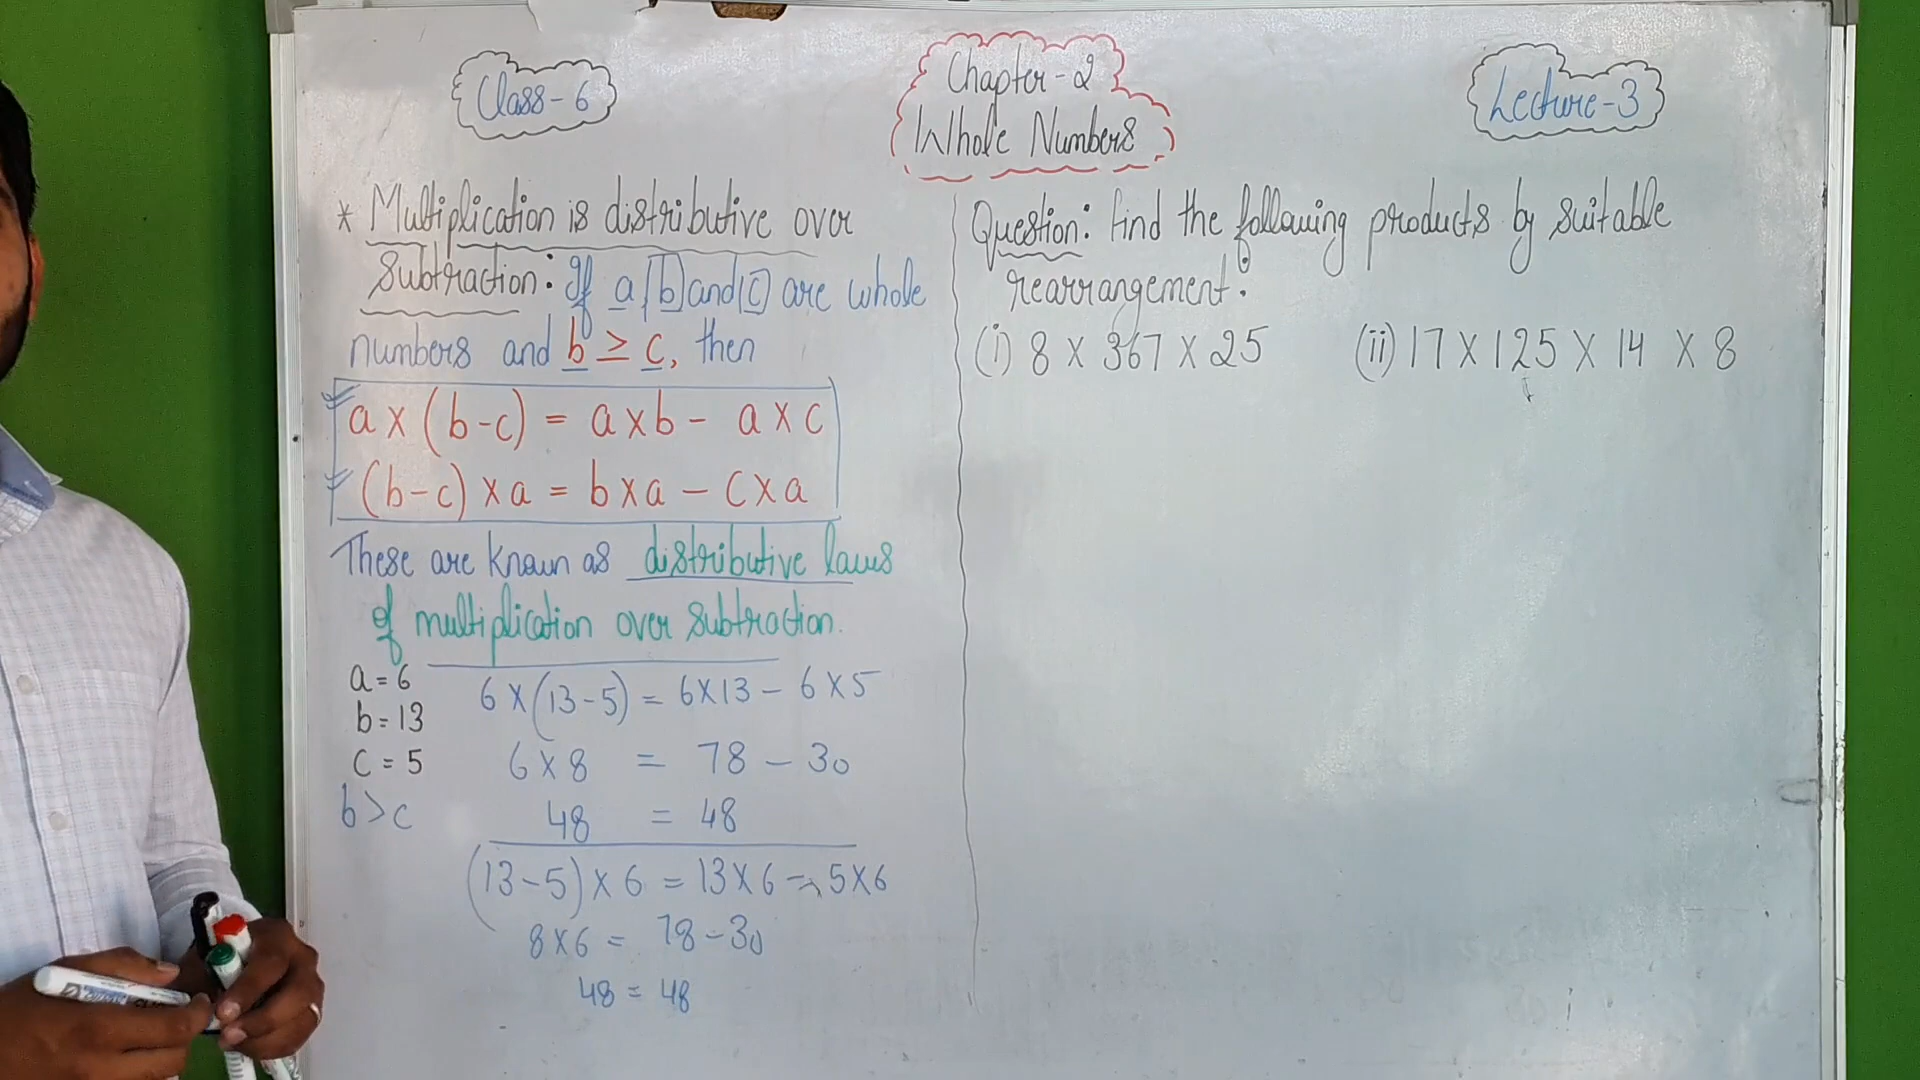 Class-6
Chapter-2
Whole Numbers
Lecture-3
* Multiplication is distributive over
Subtraction: If a, b and c are whole
numbers and b ≥ c, then
a × (b-c) = a×b - a×c
(b-c) × a = b×a - c×a
These are known as distributive laws
of multiplication over subtraction.
a = 6
b = 13
c = 5
b > c
6 × (13-5) = 6×13 - 6×5
6×8 = 78 - 30
48 = 48
(13-5) × 6 = 13×6 - 5×6
8×6 = 78-30
48 = 48
Question: Find the following products by suitable
rearrangement:
(i) 8 × 367 × 25
(ii) 17 × 125 × 14 × 8